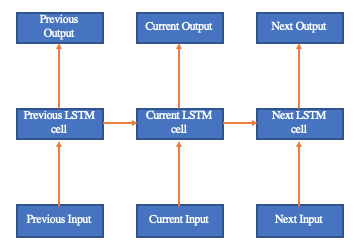 Previous
Output
Current Output
Next Output
Previous LSTM
cell
Current LSTM
cell
Next LSTM
cell
Previous Input
Current Input
Next Input